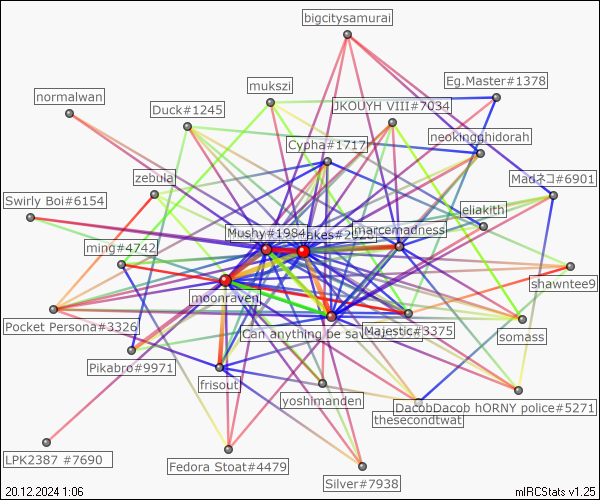 bigcitysamurai
Eg.Master#1378
mukszi
normalwan
Duck#1245
JKOUYH VIII#7034
neokingghidorah
Cypha#1717
zebula
Madネコ#6901
Swirly Boi#6154
eliakith
Mushy#1984
marcemadness
ming#4742
shawntee9
moonraven
Pocket Persona#3326
Can anything be
Majestic#3375
somass
Pikabro#9971
frisout
yoshimanden
DacobDacob hORNY police#5271
thesecondtwat
LPK2387 #7690
Fedora Stoat#4479
Silver#7938
20.12.2024 1:06
mIRCStats v1.25